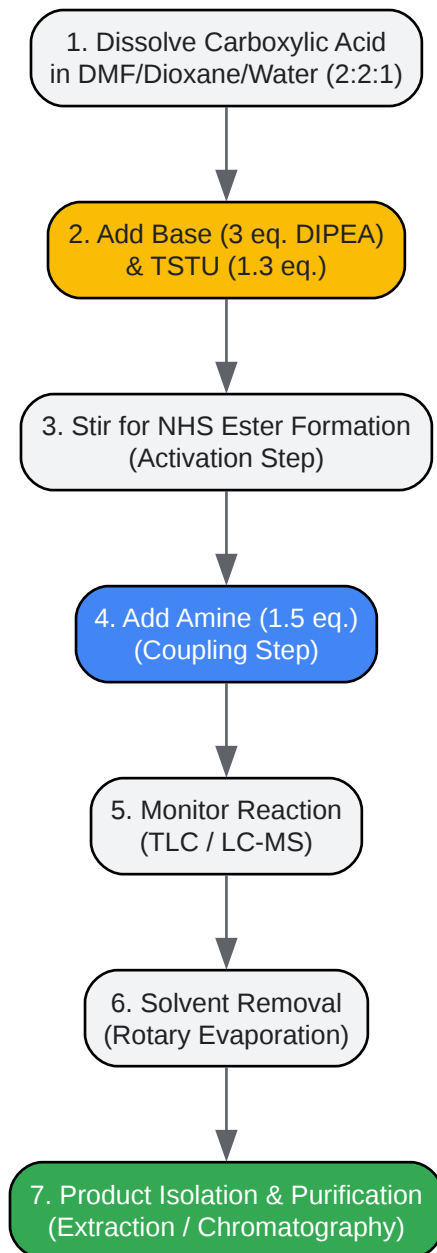 1. Dissolve Carboxylic Acid
in DMF/Dioxane/Water (2:2:1)
2. Add Base (3 eq. DIPEA)
& TSTU (1.3 eq.)
3. Stir for NHS Ester Formation
(Activation Step)
4. Add Amine (1.5 eq.)
(Coupling Step)
5. Monitor Reaction
(TLC / LC-MS)
6. Solvent Removal
(Rotary Evaporation)
7. Product Isolation & Purification
(Extraction / Chromatography)